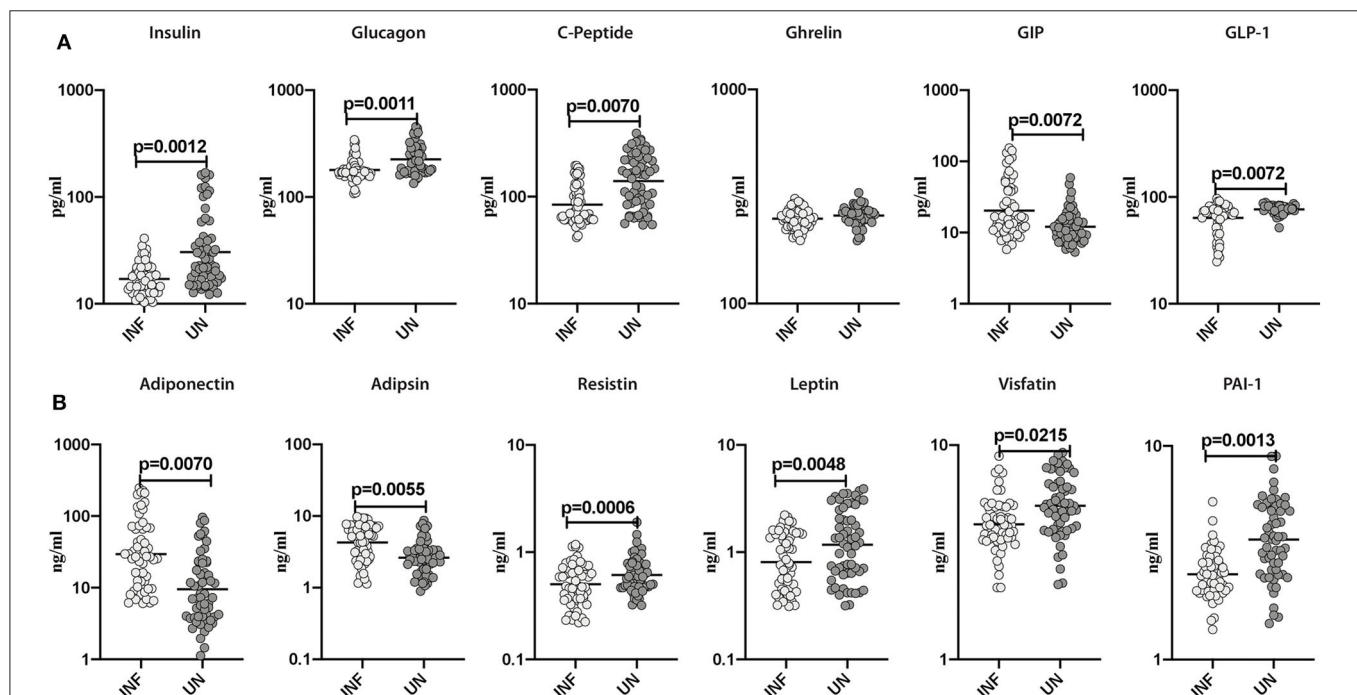 A
Insulin Glucagon C-Peptide Ghrelin GIP GLP-1
1000 1000 1000 1000 1000 1000
p=0.0012 p=0.0011 p=0.0070 p=0.0072 p=0.0072
100 100 100 100 100
10
pg/ml pg/ml pg/ml pg/ml pg/ml pg/ml
10 10 10 100 1 10
INF UN INF UN INF UN INF UN INF UN INF UN
B
Adiponectin Adipsin Resistin Leptin Visfatin PAI-1
1000 100 10 10 10 10
p=0.0070 p=0.0055 p=0.0006 p=0.0048 p=0.0215 p=0.0013
100 10
10 1 1 1
ng/ml ng/ml ng/ml ng/ml ng/ml ng/ml
1 0.1 0.1 0.1 1 1
INF UN INF UN INF UN INF UN INF UN INF UN